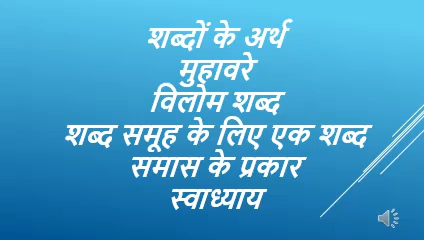 शब्दों के अर्थ
मुहावरे
विलोम शब्द
शब्द समूह के लिए एक शब्द
समास के प्रकार
स्वाध्याय